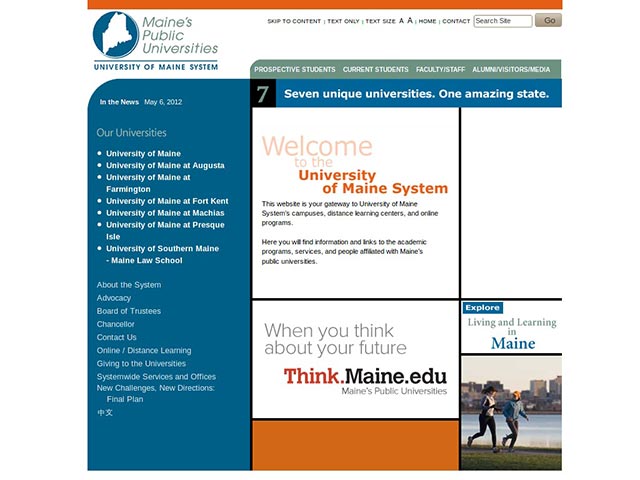 Maine's
Public
Universities
UNIVERSITY OF MAINE SYSTEM
SKIP TO CONTENT | TEXT ONLY | TEXT SIZE A A | HOME | CONTACT
Search Site
Go
PROSPECTIVE STUDENTS CURRENT STUDENTS FACULTY/STAFF ALUMNI/VISITORS/MEDIA
7 Seven unique universities. One amazing state.
In the News May 6, 2012
Our Universities
University of Maine
University of Maine at Augusta
University of Maine at
Farmington
University of Maine at Fort Kent
University of Maine at Machias
University of Maine at Presque
Isle
University of Southern Maine
- Maine Law School
About the System
Advocacy
Board of Trustees
Chancellor
Contact Us
Online / Distance Learning
Giving to the Universities
Systemwide Services and Offices
New Challenges, New Directions:
Final Plan
中文
Welcome
to the
University
of Maine System
This website is your gateway to University of Maine
System's campuses, distance learning centers, and online
programs.
Here you will find information and links to the academic
programs, services, and people affiliated with Maine's
public universities.
When you think
about your future
Think.Maine.edu
Maine's Public Universities
Explore
Living and Learning
in
Maine